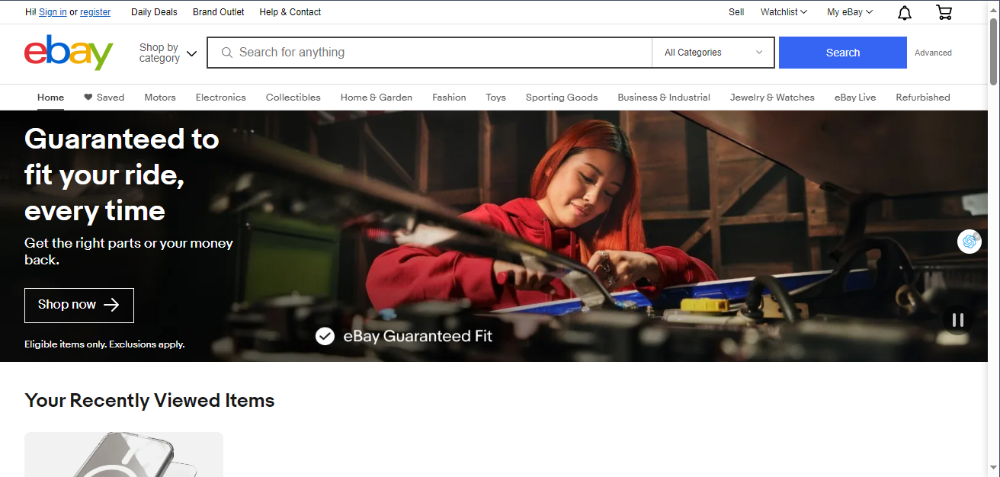 Hi! Sign in or register Daily Deals Brand Outlet Help & Contact Sell Watchlist My eBay
ebay Shop by category Search for anything All Categories Search Advanced
Home Saved Motors Electronics Collectibles Home & Garden Fashion Toys Sporting Goods Business & Industrial Jewelry & Watches eBay Live Refurbished
Guaranteed to
fit your ride,
every time
Get the right parts or your money
back.
Shop now
eBay Guaranteed Fit
Eligible items only. Exclusions apply.
Your Recently Viewed Items